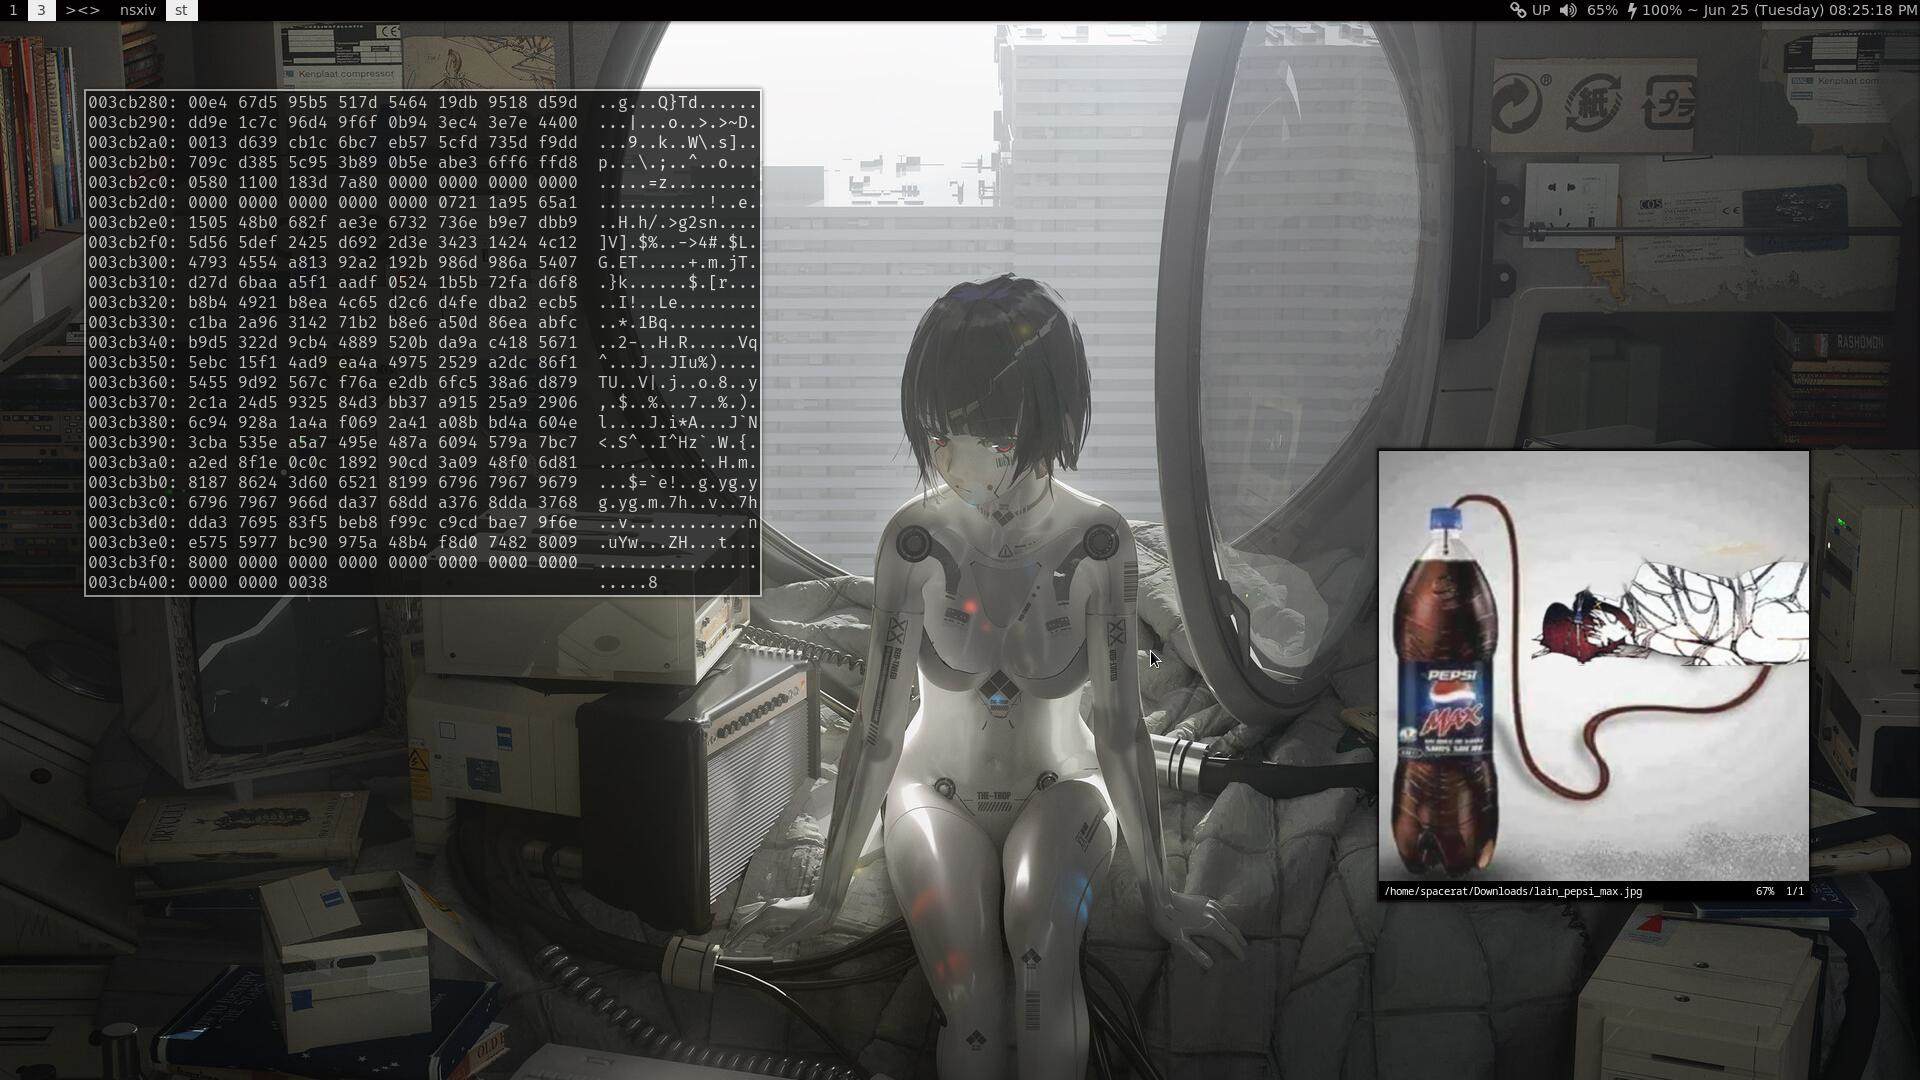 1 3 ><> nsxiv st
UP 65% 100% ~ Jun 25 (Tuesday) 08:25:18 PM
Kenplaat compressor
Kenplaat compressor
003cb280: 00e4 67d5 95b5 517d 5464 19db 9518 d59d ..g...Q}Td......
003cb290: dd9e 1c7c 96d4 9f6f 0b94 3ec4 3e7e 4400 ...|...o..>.>~D.
003cb2a0: 0013 d639 cb1c 6bc7 eb57 5cfd 735d f9dd ...9..k..W\.s]..
003cb2b0: 709c d385 5c95 3b89 0b5e abe3 6ff6 ffd8 p...\.;..^..o...
003cb2c0: 0580 1100 183d 7a80 0000 0000 0000 0000 .....=z.........
003cb2d0: 0000 0000 0000 0000 0000 0721 1a95 65a1 ...........!..e.
003cb2e0: 1505 48b0 682f ae3e 6732 736e b9e7 dbb9 ..H.h/.>g2sn....
003cb2f0: 5d56 5def 2425 d692 2d3e 3423 1424 4c12 ]V].$%..->4#.$L.
003cb300: 4793 4554 a813 92a2 192b 986d 986a 5407 G.ET.....+.m.jT.
003cb310: d27d 6baa a5f1 aadf 0524 1b5b 72fa d6f8 .}k......$.[r...
003cb320: b8b4 4921 b8ea 4c65 d2c6 d4fe dba2 ecb5 ..I!..Le........
003cb330: c1ba 2a96 3142 71b2 b8e6 a50d 86ea abfc ..*.1Bq.........
003cb340: b9d5 322d 9cb4 4889 520b da9a c418 5671 ..2-..H.R.....Vq
003cb350: 5ebc 15f1 4ad9 ea4a 4975 2529 a2dc 86f1 ^...J..JIu%)....
003cb360: 5455 9d92 567c f76a e2db 6fc5 38a6 d879 TU..V|.j..o.8..y
003cb370: 2c1a 24d5 9325 84d3 bb37 a915 25a9 2906 ,.$..%...7..%.).
003cb380: 6c94 928a 1a4a f069 2a41 a08b bd4a 604e l....J.i*A...J`N
003cb390: 3cba 535e a5a7 495e 487a 6094 579a 7bc7 <.S^..I^Hz`.W.{.
003cb3a0: a2ed 8f1e 0c0c 1892 90cd 3a09 48f0 6d81 ..........:.H.m.
003cb3b0: 8187 8624 3d60 6521 8199 6796 7967 9679 ...$=`e!..g.yg.y
003cb3c0: 6796 7967 966d da37 68dd a376 8dda 3768 g.yg.m.7h..v..7h
003cb3d0: dda3 7695 83f5 beb8 f99c c9cd bae7 9f6e ..v............n
003cb3e0: e575 5977 bc90 975a 48b4 f8d0 7482 8009 .uYw...ZH...t...
003cb3f0: 8000 0000 0000 0000 0000 0000 0000 0000 ................
003cb400: 0000 0000 0038 .....8
紙
プラ
COS
RASHOMON
PEPSI
MAX
THE-TROP
/home/spacerat/Downloads/lain_pepsi_max.jpg 67% 1/1